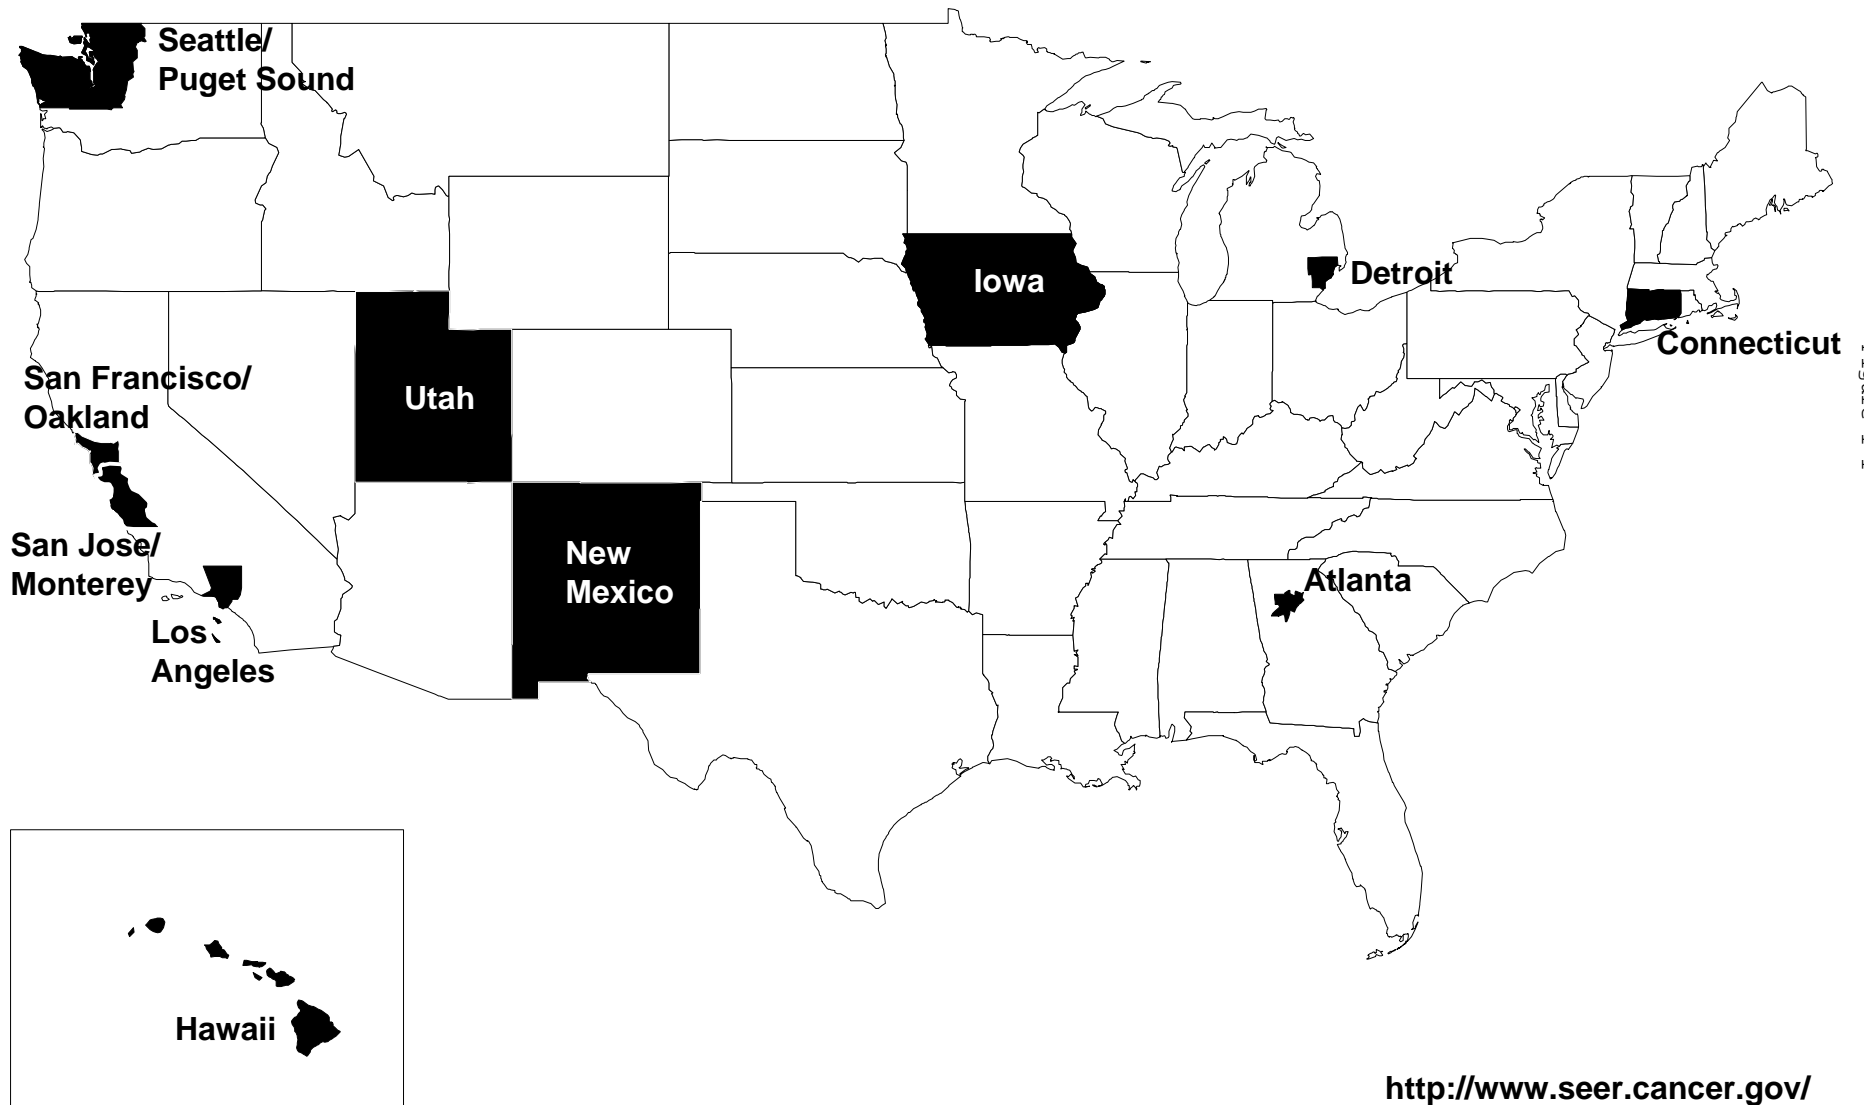 Seattle/
Puget Sound
Iowa
Detroit
Connecticut
San Francisco/
Oakland
Utah
San Jose/
Monterey
New
Mexico
Atlanta
Los
Angeles
Hawaii
http://www.seer.cancer.gov/